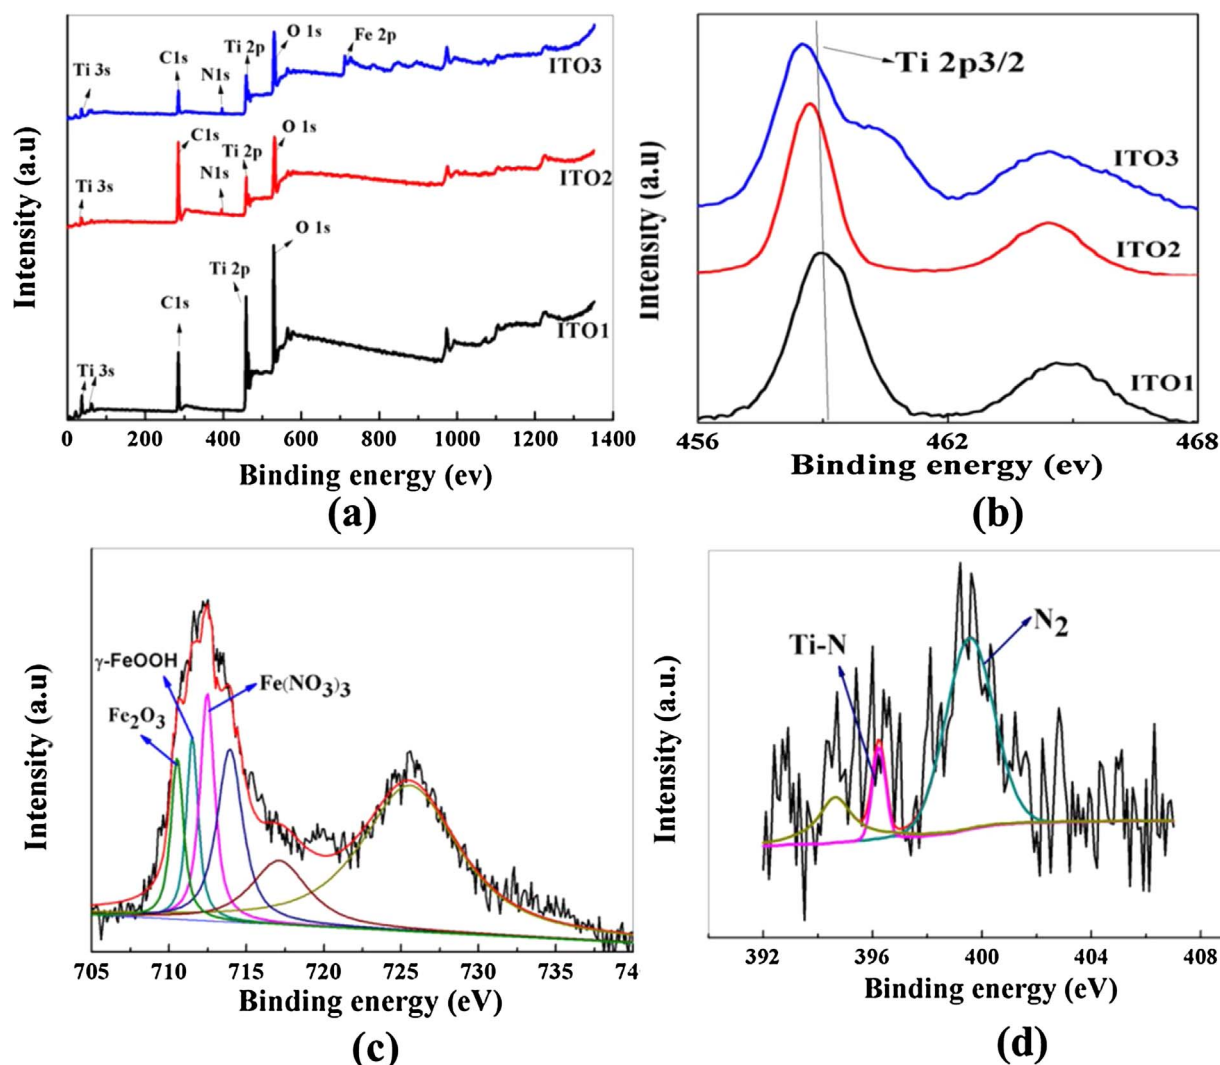 Intensity (a.u)
Ti 3s
C1s
N1s
Ti 2p
O 1s
Fe 2p
ITO3
Ti 3s
C1s
N1s
Ti 2p
O 1s
ITO2
Ti 3s
C1s
Ti 2p
O 1s
ITO1
0 200 400 600 800 1000 1200 1400
Binding energy (ev)
(a)
Intensity (a.u)
Ti 2p3/2
ITO3
ITO2
ITO1
456 462 468
Binding energy (ev)
(b)
Intensity (a.u)
γ-FeOOH
Fe2O3
Fe(NO3)3
705 710 715 720 725 730 735 74
Binding energy (eV)
(c)
Intensity (a.u.)
Ti-N
N2
392 396 400 404 408
Binding energy (eV)
(d)